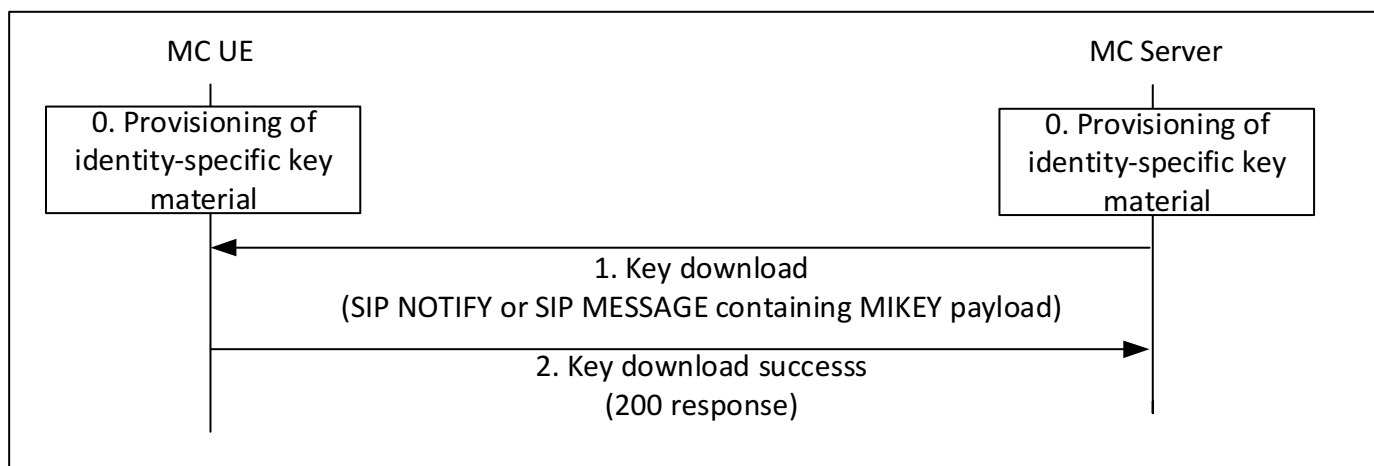 MC UE
MC Server
0. Provisioning of
identity-specific key
material
0. Provisioning of
identity-specific key
material
1. Key download
(SIP NOTIFY or SIP MESSAGE containing MIKEY payload)
2. Key download successs
(200 response)